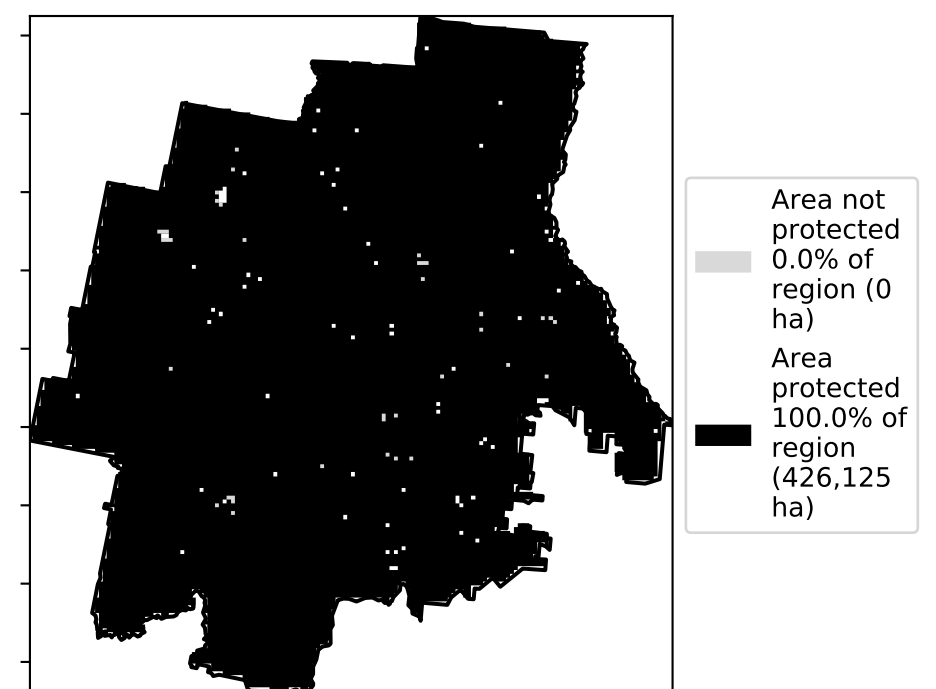 Area not
protected
0.0% of
region (0
ha)
Area
protected
100.0% of
region
(426,125
ha)